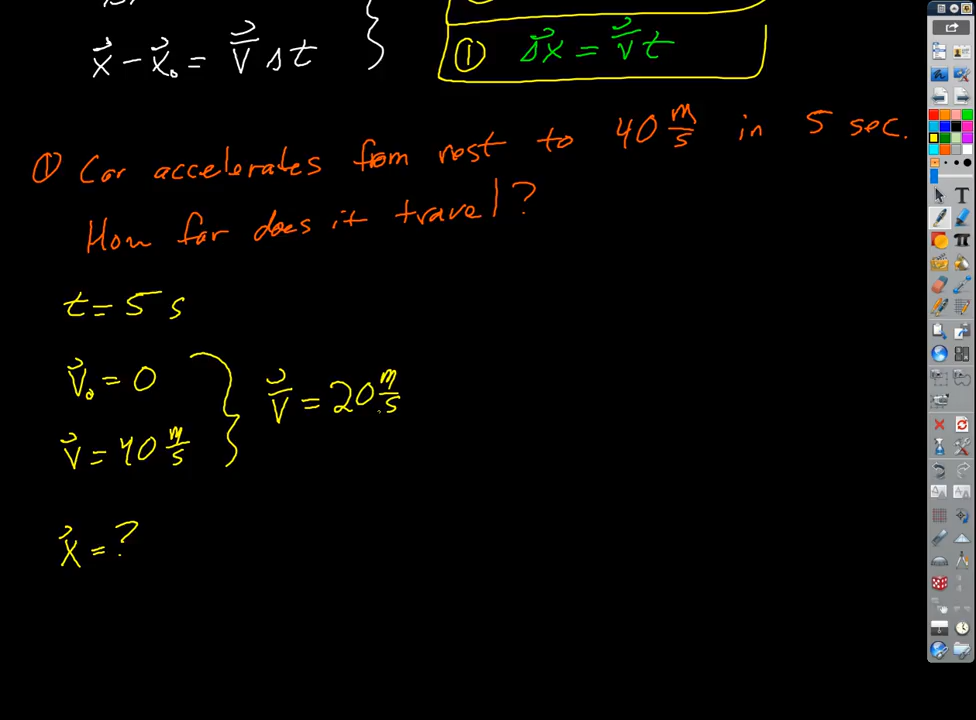 x⃗ − x⃗₀ = v̄⃗ Δt
① Δx⃗ = v̄⃗ t
① Car accelerates from rest to 40 m/s in 5 sec.
How far does it travel?
t = 5 s
v⃗₀ = 0
v̄⃗ = 20 m/s
v⃗ = 40 m/s
x⃗ = ?